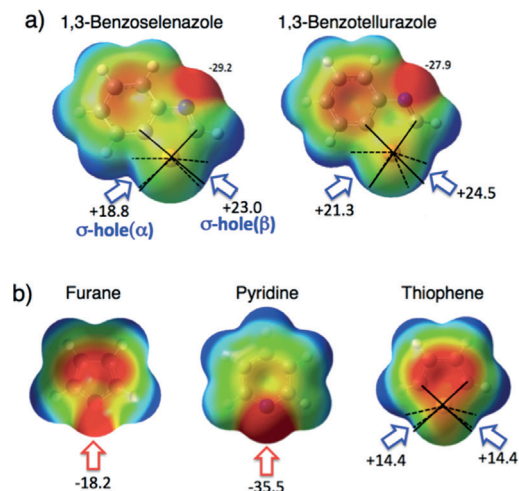 a) 1,3-Benzoselenazole 1,3-Benzotellurazole
-29.2 -27.9
+18.8 +23.0 +21.3 +24.5
σ-hole(α) σ-hole(β)
b) Furane Pyridine Thiophene
+14.4 +14.4
-18.2 -35.5